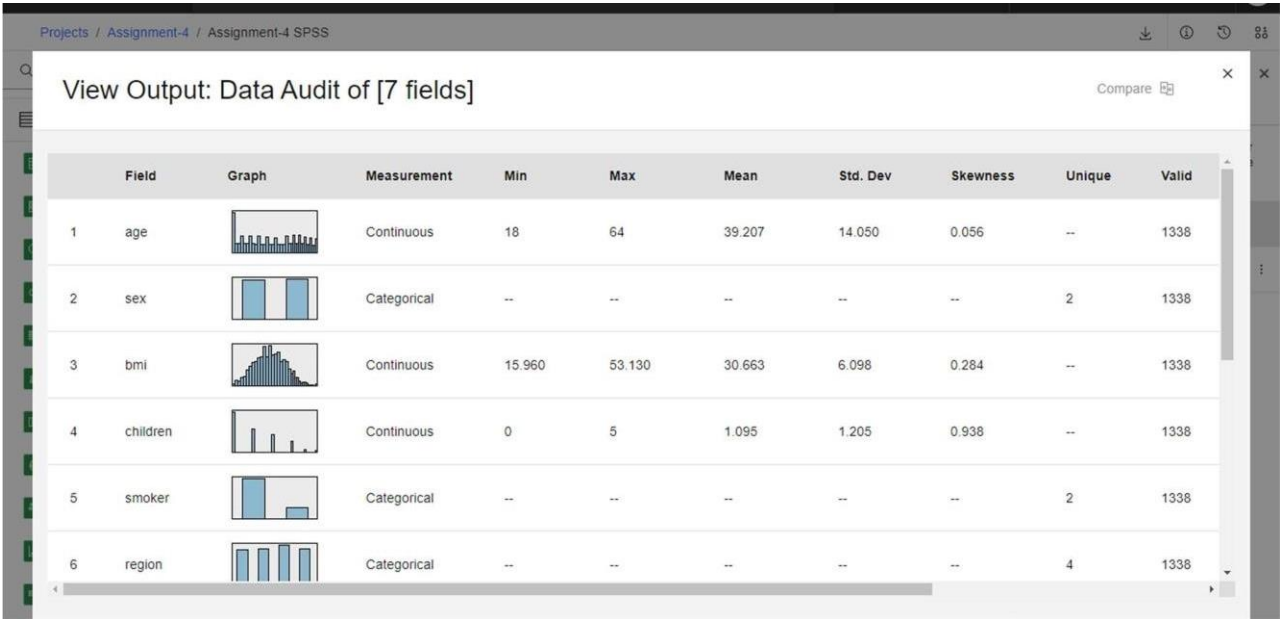 Projects / Assignment-4 / Assignment-4 SPSS
View Output: Data Audit of [7 fields]
Compare
Field Graph Measurement Min Max Mean Std. Dev Skewness Unique Valid
1 age Continuous 18 64 39.207 14.050 0.056 -- 1338
2 sex Categorical -- -- -- -- -- 2 1338
3 bmi Continuous 15.960 53.130 30.663 6.098 0.284 -- 1338
4 children Continuous 0 5 1.095 1.205 0.938 -- 1338
5 smoker Categorical -- -- -- -- -- 2 1338
6 region Categorical -- -- -- -- -- 4 1338